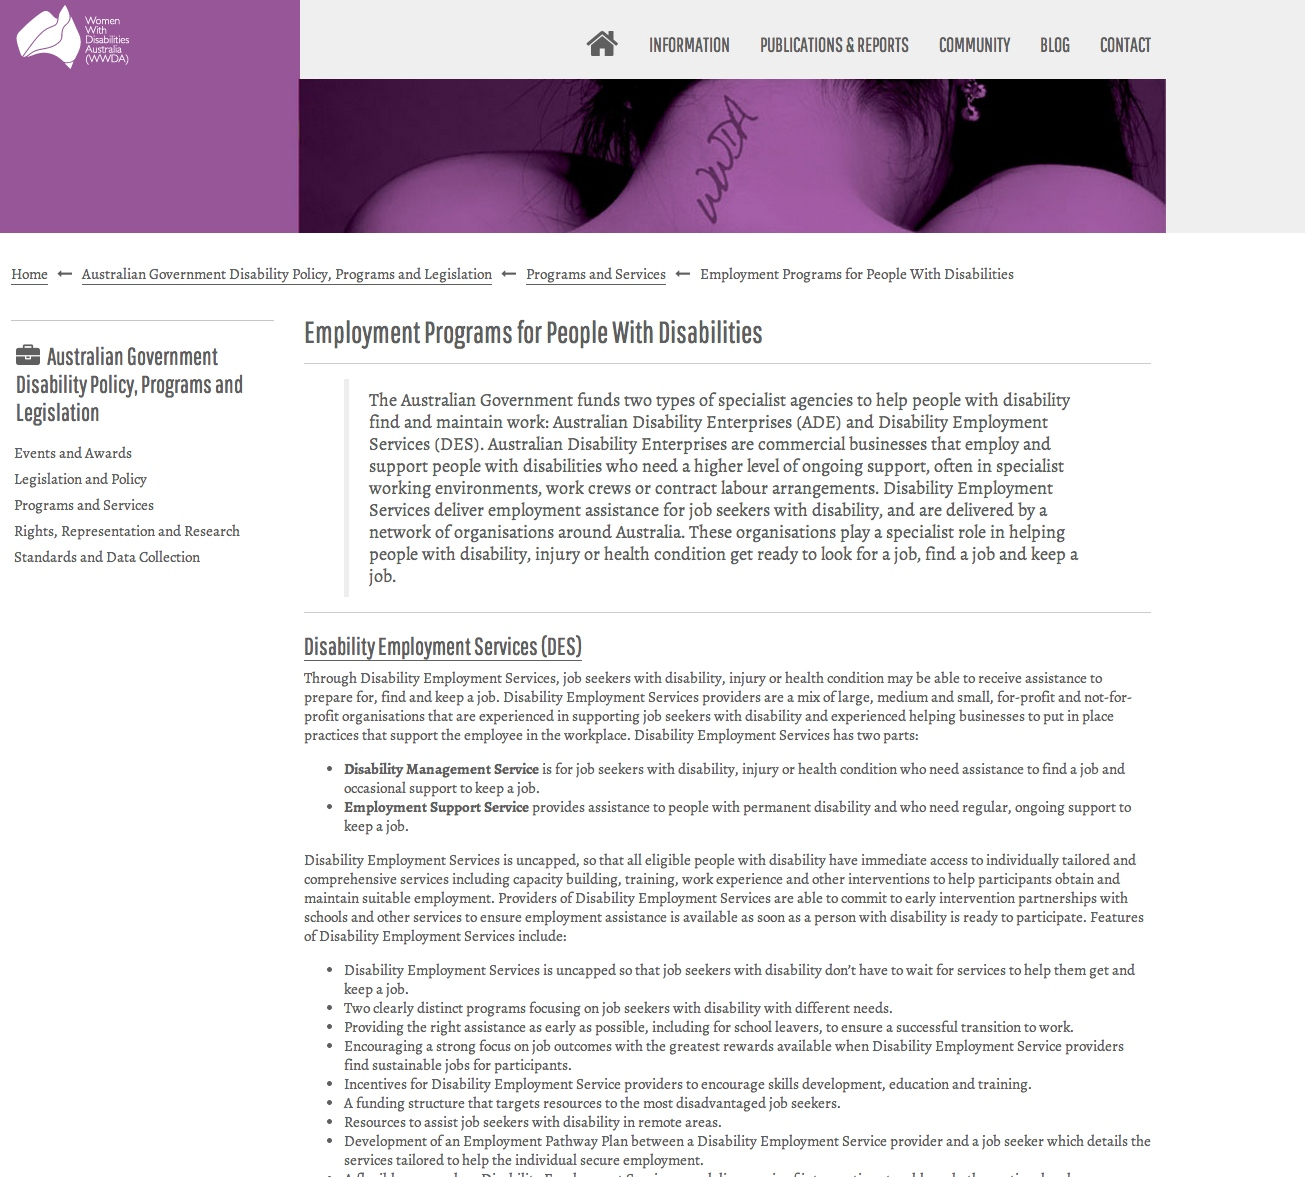 Women
With
Disabilities
Australia
(WWDA)
INFORMATION PUBLICATIONS & REPORTS COMMUNITY BLOG CONTACT
WWDA
Home Australian Government Disability Policy, Programs and Legislation Programs and Services Employment Programs for People With Disabilities
Australian Government
Disability Policy, Programs and
Legislation
Events and Awards
Legislation and Policy
Programs and Services
Rights, Representation and Research
Standards and Data Collection
Employment Programs for People With Disabilities
The Australian Government funds two types of specialist agencies to help people with disability
find and maintain work: Australian Disability Enterprises (ADE) and Disability Employment
Services (DES). Australian Disability Enterprises are commercial businesses that employ and
support people with disabilities who need a higher level of ongoing support, often in specialist
working environments, work crews or contract labour arrangements. Disability Employment
Services deliver employment assistance for job seekers with disability, and are delivered by a
network of organisations around Australia. These organisations play a specialist role in helping
people with disability, injury or health condition get ready to look for a job, find a job and keep a
job.
Disability Employment Services (DES)
Through Disability Employment Services, job seekers with disability, injury or health condition may be able to receive assistance to
prepare for, find and keep a job. Disability Employment Services providers are a mix of large, medium and small, for-profit and not-for-
profit organisations that are experienced in supporting job seekers with disability and experienced helping businesses to put in place
practices that support the employee in the workplace. Disability Employment Services has two parts:
• Disability Management Service is for job seekers with disability, injury or health condition who need assistance to find a job and
occasional support to keep a job.
• Employment Support Service provides assistance to people with permanent disability and who need regular, ongoing support to
keep a job.
Disability Employment Services is uncapped, so that all eligible people with disability have immediate access to individually tailored and
comprehensive services including capacity building, training, work experience and other interventions to help participants obtain and
maintain suitable employment. Providers of Disability Employment Services are able to commit to early intervention partnerships with
schools and other services to ensure employment assistance is available as soon as a person with disability is ready to participate. Features
of Disability Employment Services include:
• Disability Employment Services is uncapped so that job seekers with disability don’t have to wait for services to help them get and
keep a job.
• Two clearly distinct programs focusing on job seekers with disability with different needs.
• Providing the right assistance as early as possible, including for school leavers, to ensure a successful transition to work.
• Encouraging a strong focus on job outcomes with the greatest rewards available when Disability Employment Service providers
find sustainable jobs for participants.
• Incentives for Disability Employment Service providers to encourage skills development, education and training.
• A funding structure that targets resources to the most disadvantaged job seekers.
• Resources to assist job seekers with disability in remote areas.
• Development of an Employment Pathway Plan between a Disability Employment Service provider and a job seeker which details the
services tailored to help the individual secure employment.